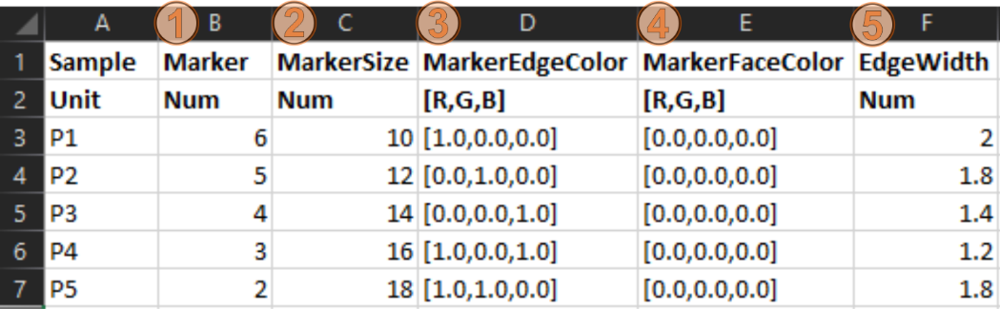 A 1 B 2 C 3 D 4 E 5 F
1 Sample Marker MarkerSize MarkerEdgeColor MarkerFaceColor EdgeWidth
2 Unit Num Num [R,G,B] [R,G,B] Num
3 P1 6 10 [1.0,0.0,0.0] [0.0,0.0,0.0] 2
4 P2 5 12 [0.0,1.0,0.0] [0.0,0.0,0.0] 1.8
5 P3 4 14 [0.0,0.0,1.0] [0.0,0.0,0.0] 1.4
6 P4 3 16 [1.0,0.0,1.0] [0.0,0.0,0.0] 1.2
7 P5 2 18 [1.0,1.0,0.0] [0.0,0.0,0.0] 1.8